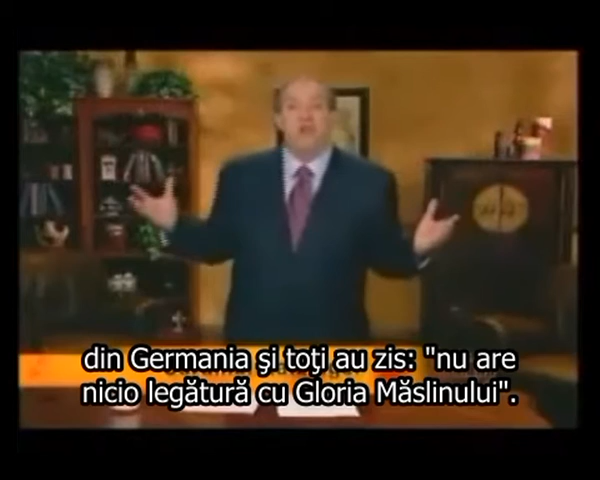 din Germania şi toţi au zis: "nu are
nicio legătură cu Gloria Măslinului".